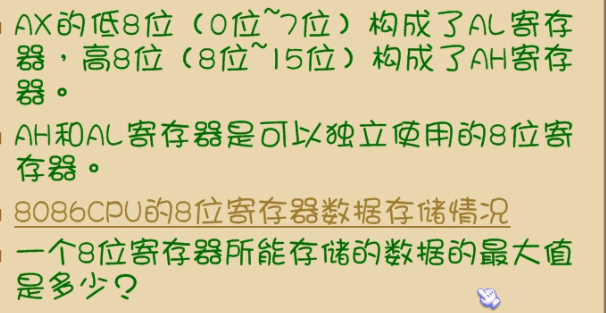 AX的低8位（0位~7位）构成了AL寄存
器，高8位（8位~15位）构成了AH寄存
器。
AH和AL寄存器是可以独立使用的8位寄
存器。
8086CPU的8位寄存器数据存储情况
一个8位寄存器所能存储的数据的最大值
是多少？